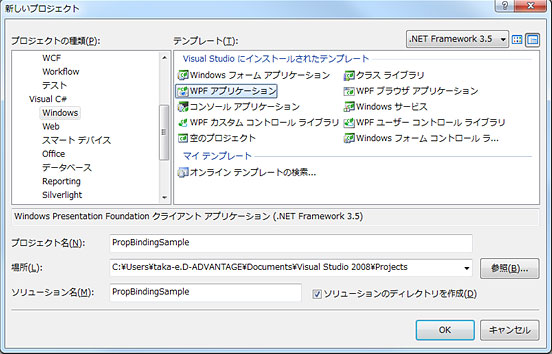 新しいプロジェクト
プロジェクトの種類(P):
テンプレート(T):
.NET Framework 3.5
WCF
Workflow
テスト
Visual C#
Windows
Web
スマート デバイス
Office
データベース
Reporting
Silverlight
Visual Studio にインストールされたテンプレート
Windows フォーム アプリケーション
クラス ライブラリ
WPF アプリケーション
WPF ブラウザ アプリケーション
コンソール アプリケーション
Windows サービス
WPF カスタム コントロール ライブラリ
WPF ユーザー コントロール ライブラリ
空のプロジェクト
Windows フォーム コントロール ラ...
マイ テンプレート
オンライン テンプレートの検索...
Windows Presentation Foundation クライアント アプリケーション (.NET Framework 3.5)
プロジェクト名(N):
PropBindingSample
場所(L):
C:¥Users¥taka-e.D-ADVANTAGE¥Documents¥Visual Studio 2008¥Projects
参照(B)...
ソリューション名(M):
PropBindingSample
ソリューションのディレクトリを作成(D)
OK
キャンセル